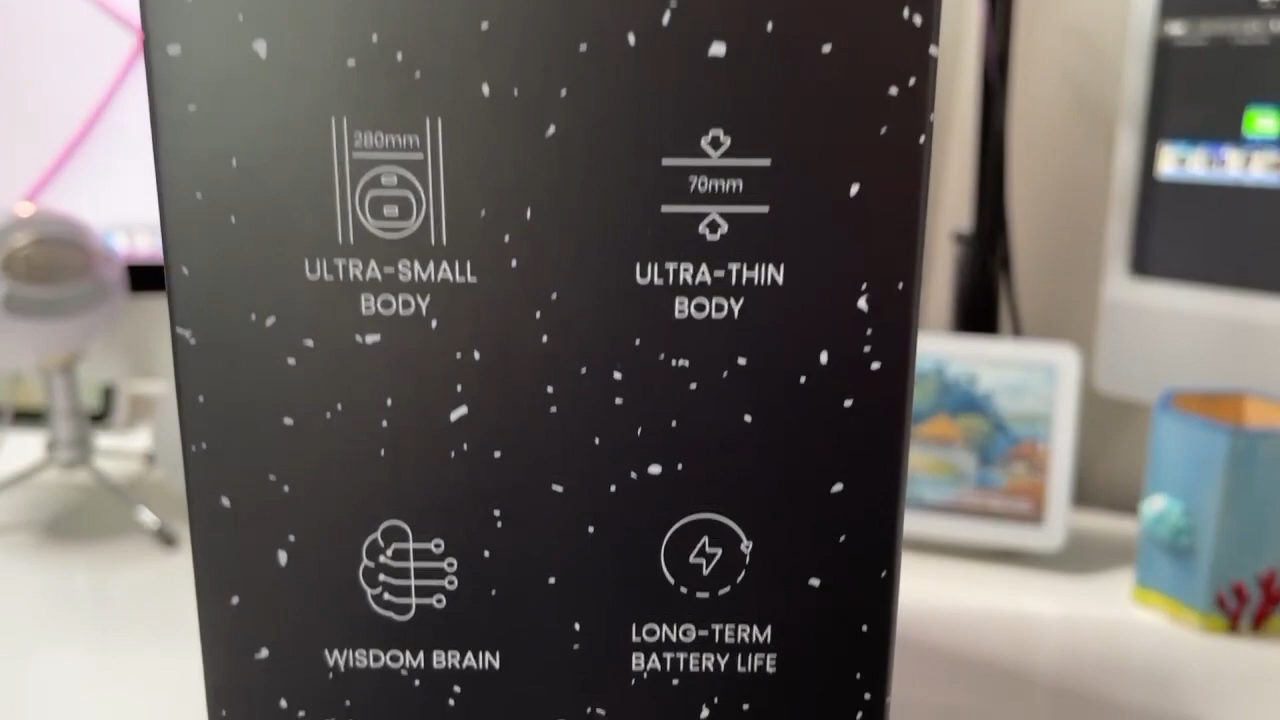 280mm
ULTRA-SMALL
BODY
70mm
ULTRA-THIN
BODY
WISDOM BRAIN
LONG-TERM
BATTERY LIFE